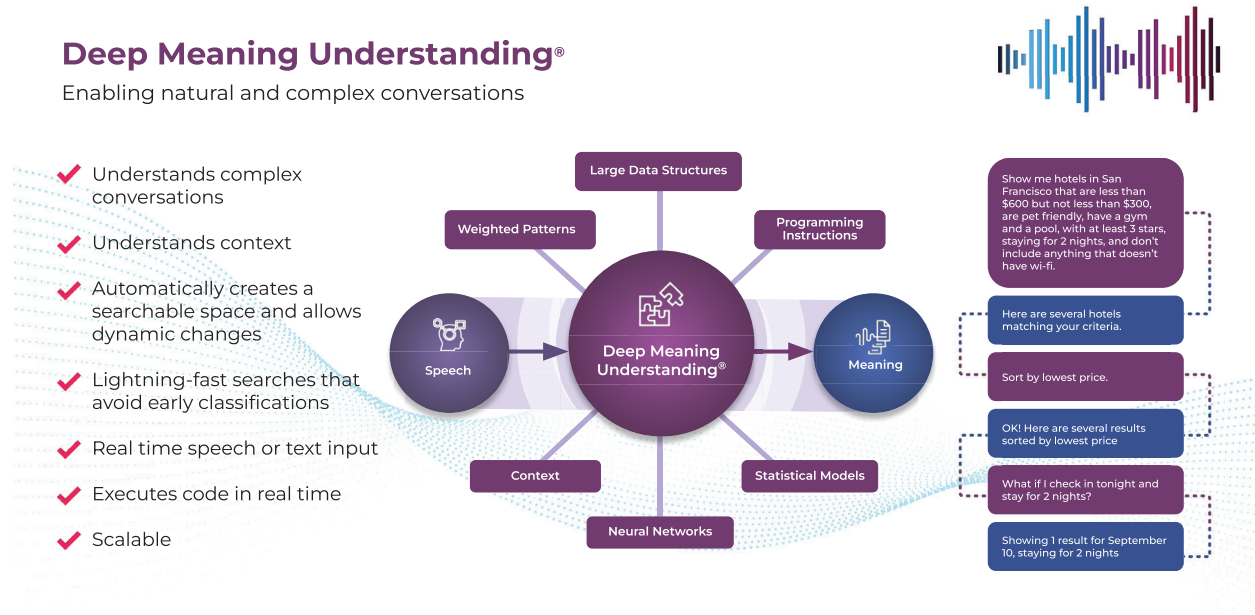 Deep Meaning Understanding®
Enabling natural and complex conversations
Understands complex
conversations
Understands context
Automatically creates a
searchable space and allows
dynamic changes
Lightning-fast searches that
avoid early classifications
Real time speech or text input
Executes code in real time
Scalable
Large Data Structures
Weighted Patterns
Programming
Instructions
Speech
Deep Meaning
Understanding®
Meaning
Context
Statistical Models
Neural Networks
Show me hotels in San
Francisco that are less than
$600 but not less than $300,
are pet friendly, have a gym
and a pool, with at least 3 stars,
staying for 2 nights, and don't
include anything that doesn't
have wi-fi.
Here are several hotels
matching your criteria.
Sort by lowest price.
OK! Here are several results
sorted by lowest price
What if I check in tonight and
stay for 2 nights?
Showing 1 result for September
10, staying for 2 nights